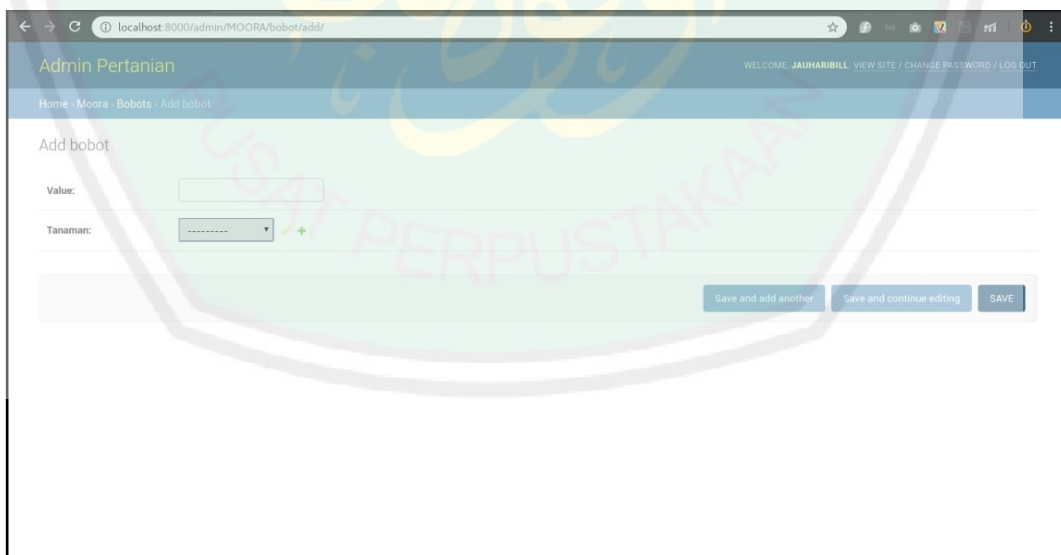 localhost:8000/admin/MOORA/bobot/add/
Admin Pertanian
WELCOME, JAUHARIBILL. VIEW SITE / CHANGE PASSWORD / LOG OUT
Home › Moora › Bobots › Add bobot
Add bobot
Value:
Tanaman:
---------
Save and add another
Save and continue editing
SAVE
PUSAT PERPUSTAKAAN